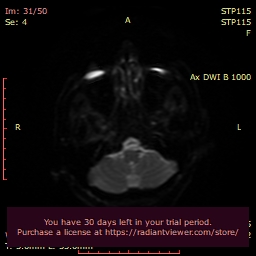 Im: 31/50
Se: 4
A
STP115
STP115
F
Ax DWI B 1000
R
L
You have 30 days left in your trial period.
Purchase a license at https://radiantviewer.com/store/